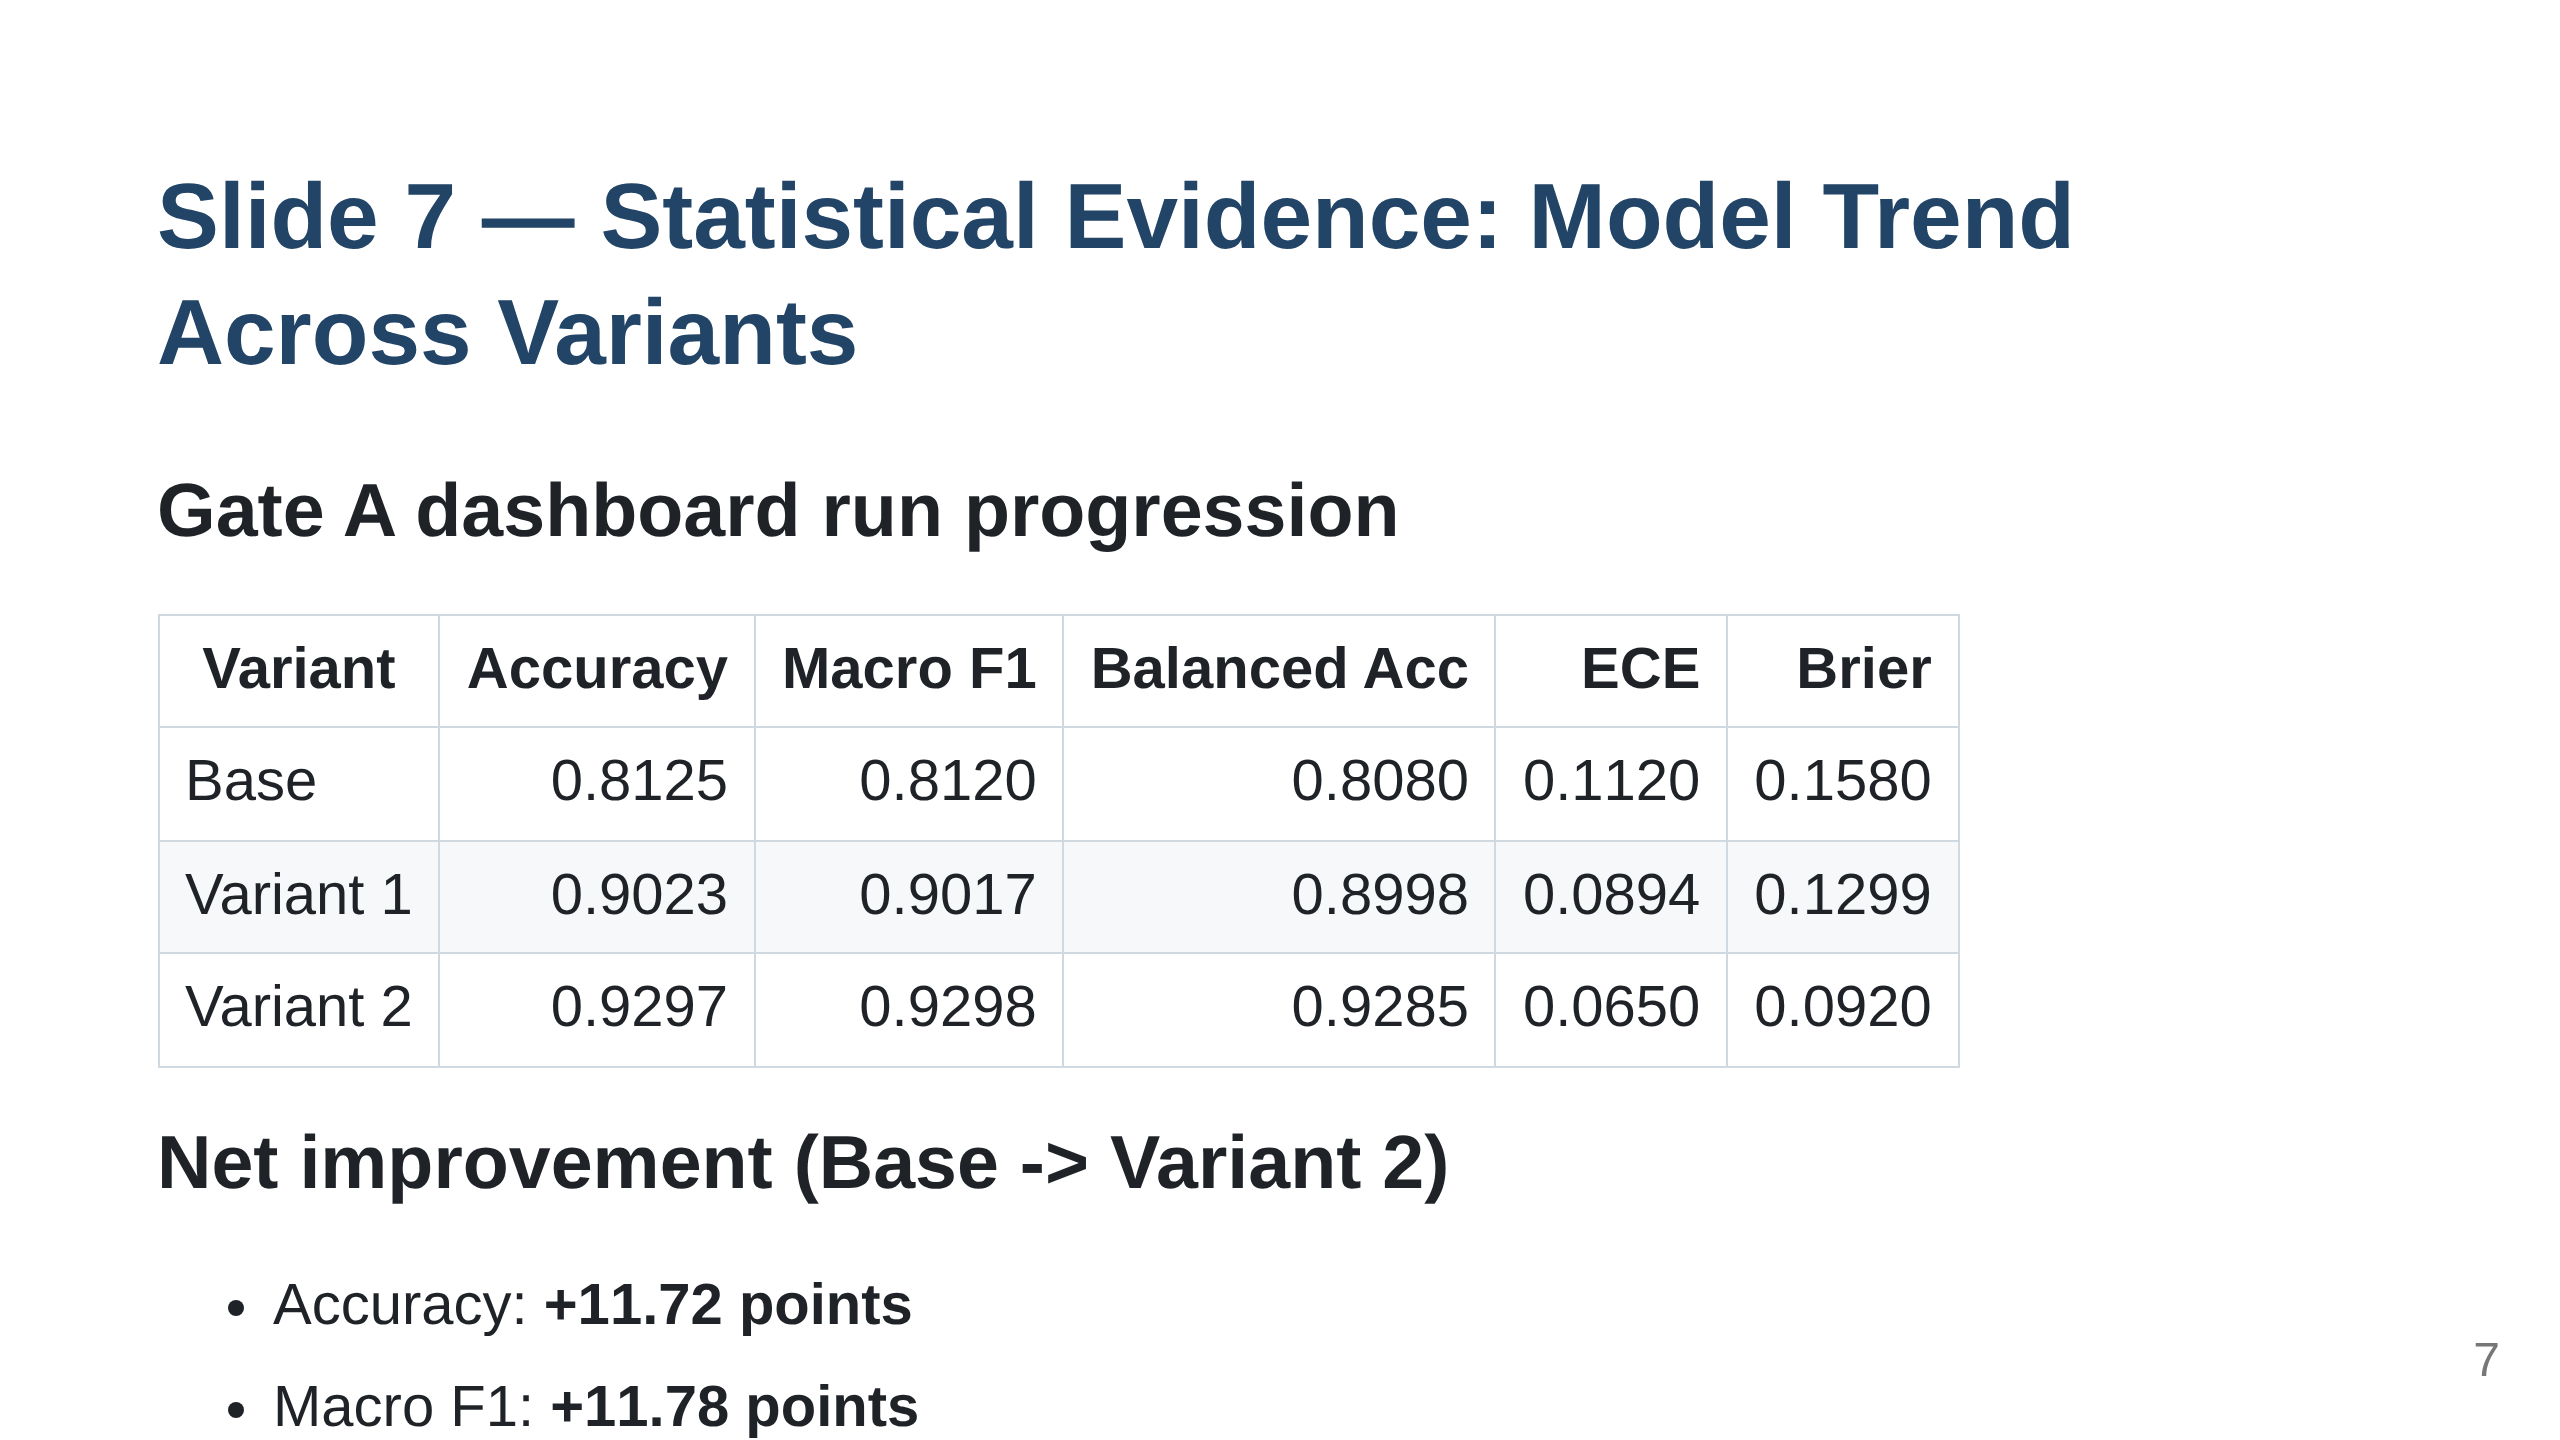 Slide 7 — Statistical Evidence: Model Trend
Across Variants
Gate A dashboard run progression
Variant Accuracy Macro F1 Balanced Acc ECE Brier
Base 0.8125 0.8120 0.8080 0.1120 0.1580
Variant 1 0.9023 0.9017 0.8998 0.0894 0.1299
Variant 2 0.9297 0.9298 0.9285 0.0650 0.0920
Net improvement (Base -> Variant 2)
• Accuracy: +11.72 points
• Macro F1: +11.78 points
7